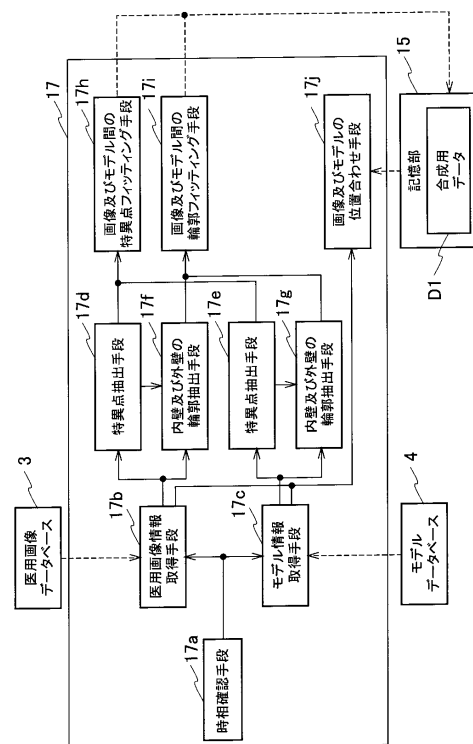 3
医用画像
データベース
17
17a
時相確認手段
17b
医用画像情報
取得手段
17c
モデル情報
取得手段
4
モデル
データベース
17d
特異点抽出手段
17f
内壁及び外壁の
輪郭抽出手段
17e
特異点抽出手段
17g
内壁及び外壁の
輪郭抽出手段
17h
画像及びモデル間の
特異点フィッティング手段
17i
画像及びモデル間の
輪郭フィッティング手段
17j
画像及びモデルの
位置合わせ手段
15
記憶部
合成用
データ
D1